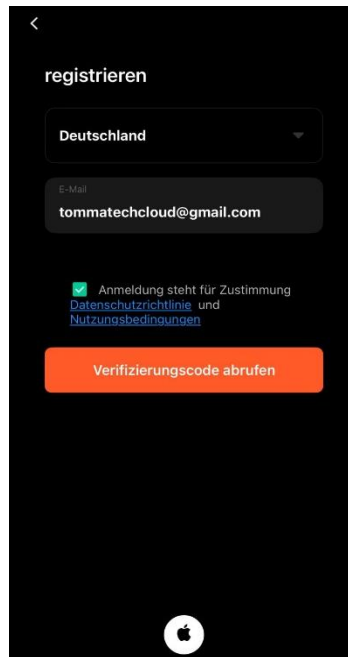 registrieren
Deutschland
E-Mail
tommatechcloud@gmail.com
Anmeldung steht für Zustimmung
Datenschutzrichtlinie und
Nutzungsbedingungen
Verifizierungscode abrufen